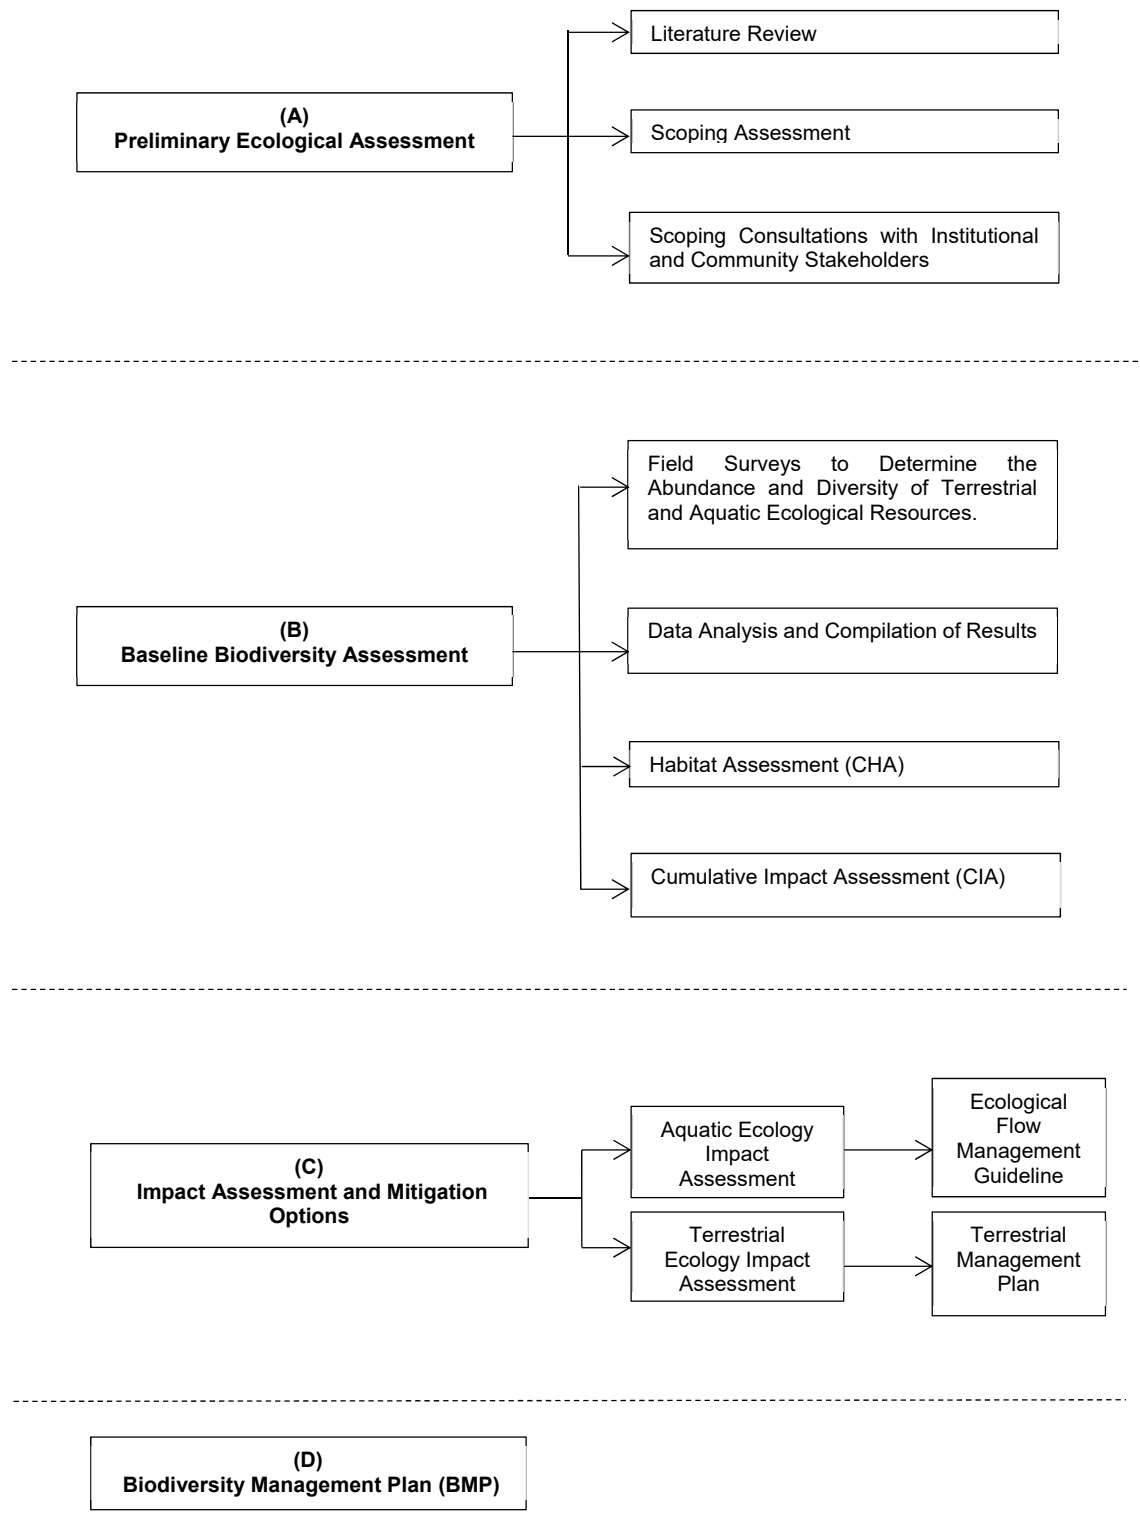 Literature Review
(A)
Preliminary Ecological Assessment
Scoping Assessment
Scoping Consultations with Institutional
and Community Stakeholders
Field Surveys to Determine the
Abundance and Diversity of Terrestrial
and Aquatic Ecological Resources.
(B)
Baseline Biodiversity Assessment
Data Analysis and Compilation of Results
Habitat Assessment (CHA)
Cumulative Impact Assessment (CIA)
(C)
Impact Assessment and Mitigation
Options
Aquatic Ecology
Impact
Assessment
Ecological
Flow
Management
Guideline
Terrestrial
Ecology Impact
Assessment
Terrestrial
Management
Plan
(D)
Biodiversity Management Plan (BMP)